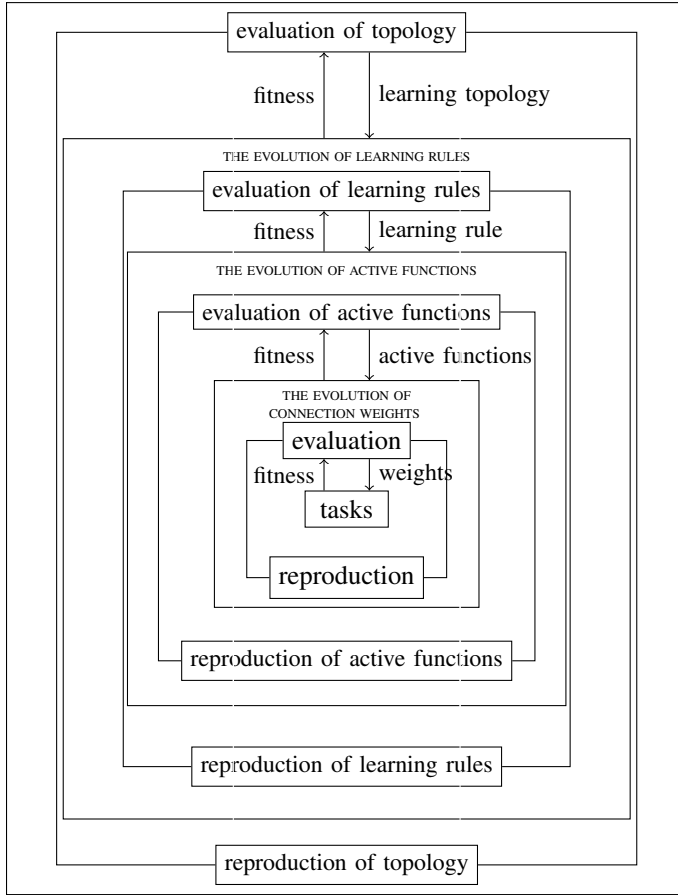 evaluation of topology
fitness
learning topology
THE EVOLUTION OF LEARNING RULES
evaluation of learning rules
fitness
learning rule
THE EVOLUTION OF ACTIVE FUNCTIONS
evaluation of active functions
fitness
active functions
THE EVOLUTION OF
CONNECTION WEIGHTS
evaluation
fitness
weights
tasks
reproduction
reproduction of active functions
reproduction of learning rules
reproduction of topology